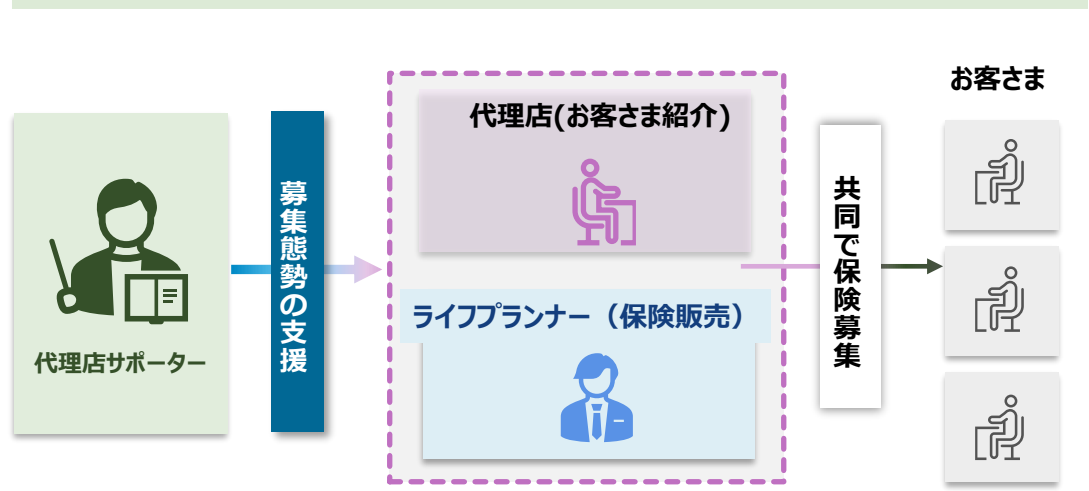 代理店サポーター
募集態勢の支援
代理店(お客さま紹介)
ライフプランナー（保険販売）
共同で保険募集
お客さま